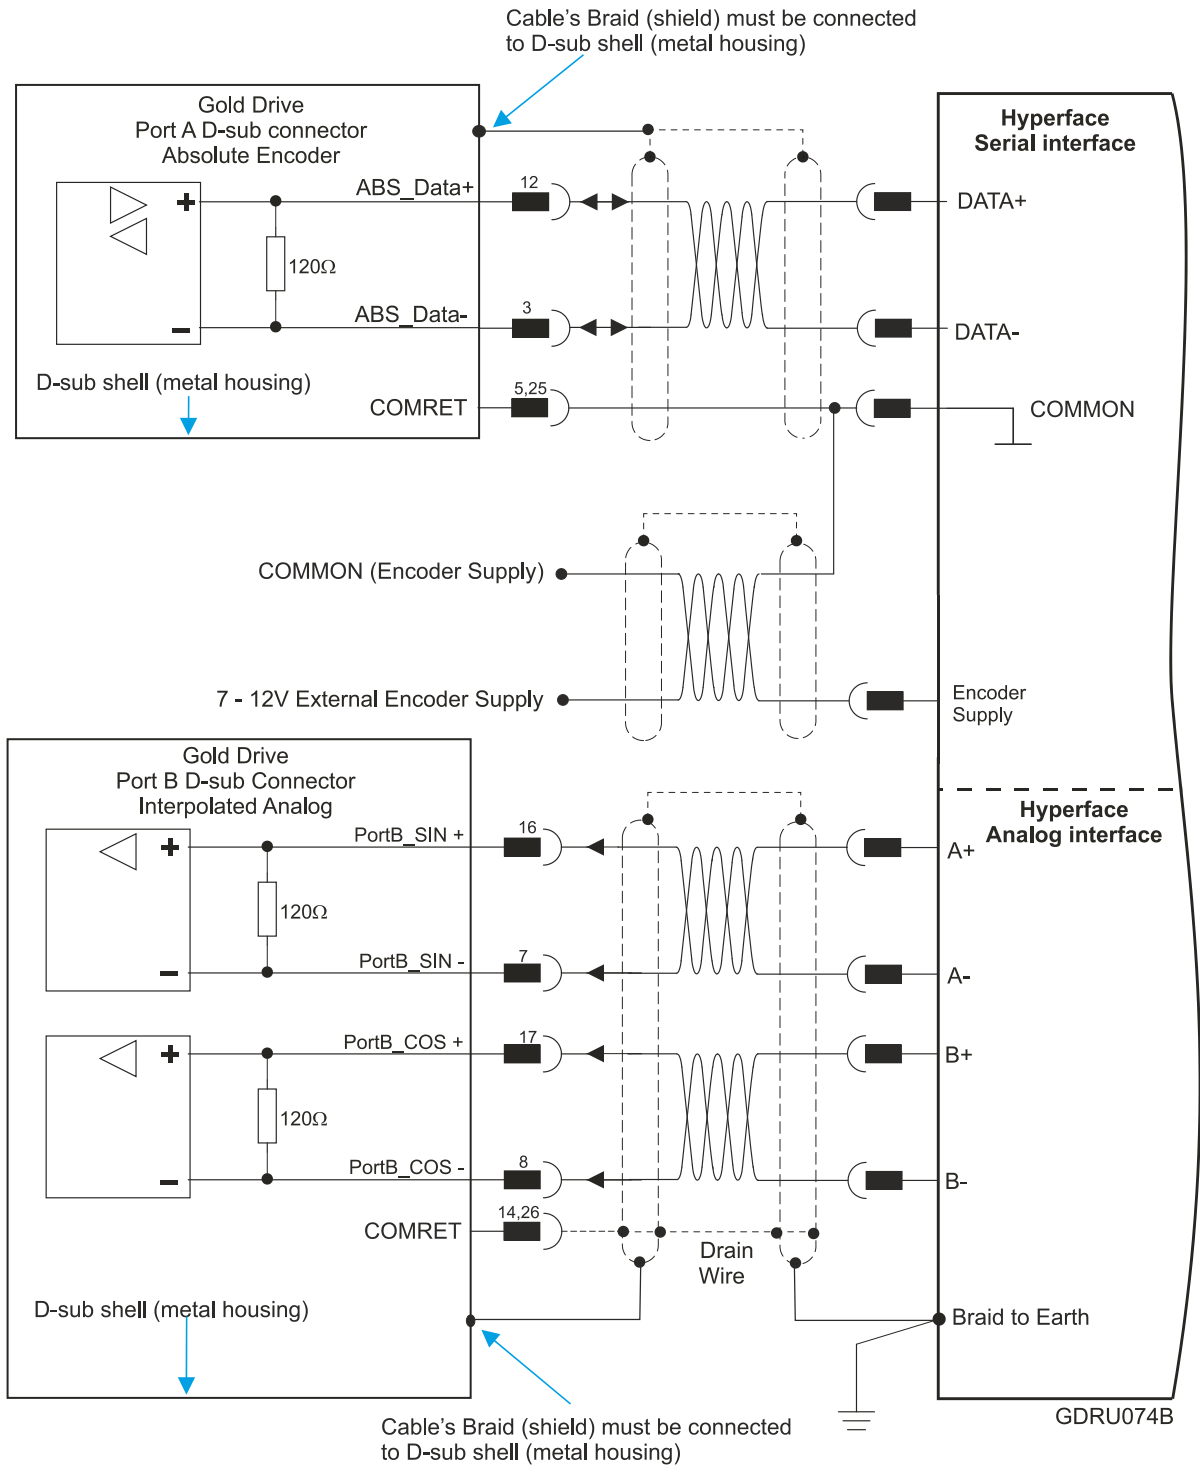 Cable's Braid (shield) must be connected
to D-sub shell (metal housing)
Gold Drive
Port A D-sub connector
Absolute Encoder
Hyperface
Serial interface
ABS_Data+
12
DATA+
120Ω
ABS_Data-
3
DATA-
D-sub shell (metal housing)
COMRET
5,25
COMMON
COMMON (Encoder Supply)
7 - 12V External Encoder Supply
Encoder
Supply
Gold Drive
Port B D-sub Connector
Interpolated Analog
Hyperface
Analog interface
PortB_SIN +
16
A+
120Ω
PortB_SIN -
7
A-
PortB_COS +
17
B+
120Ω
PortB_COS -
8
B-
COMRET
14,26
Drain
Wire
D-sub shell (metal housing)
Braid to Earth
Cable's Braid (shield) must be connected
to D-sub shell (metal housing)
GDRU074B